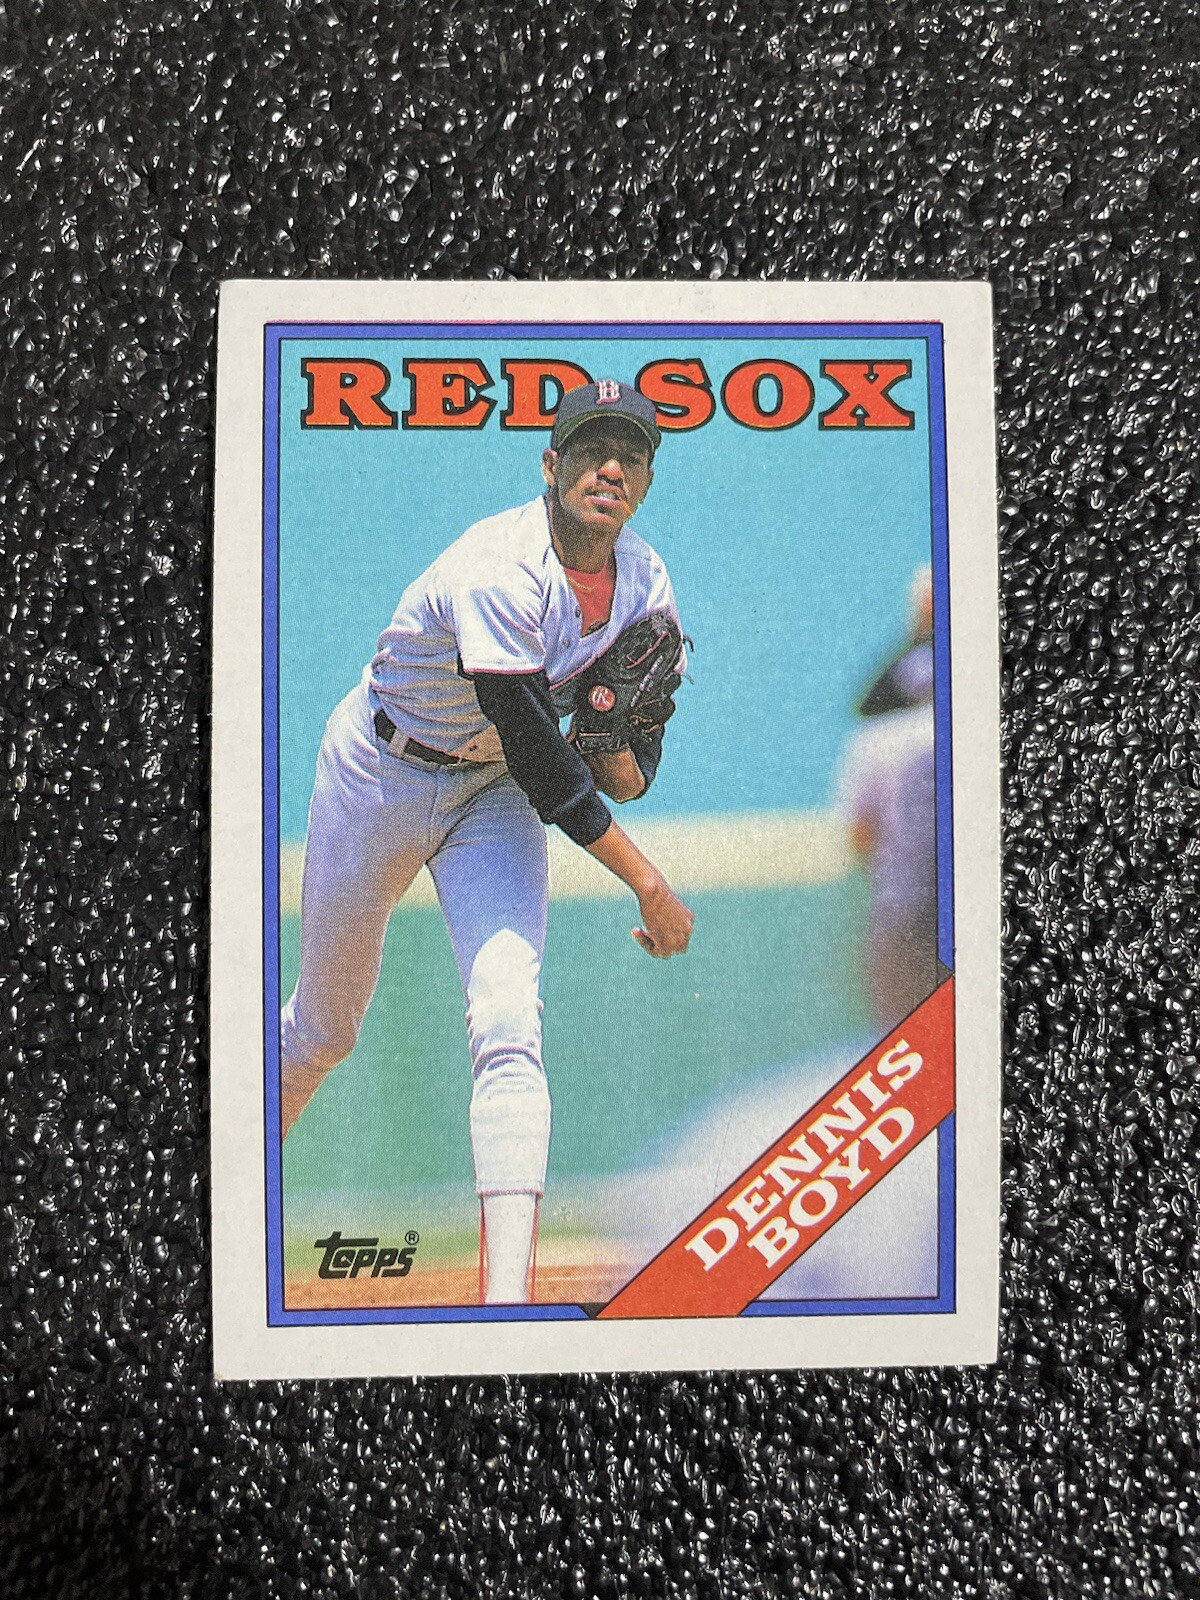 RED SOX
B
R
DENNIS
BOYD
topps®